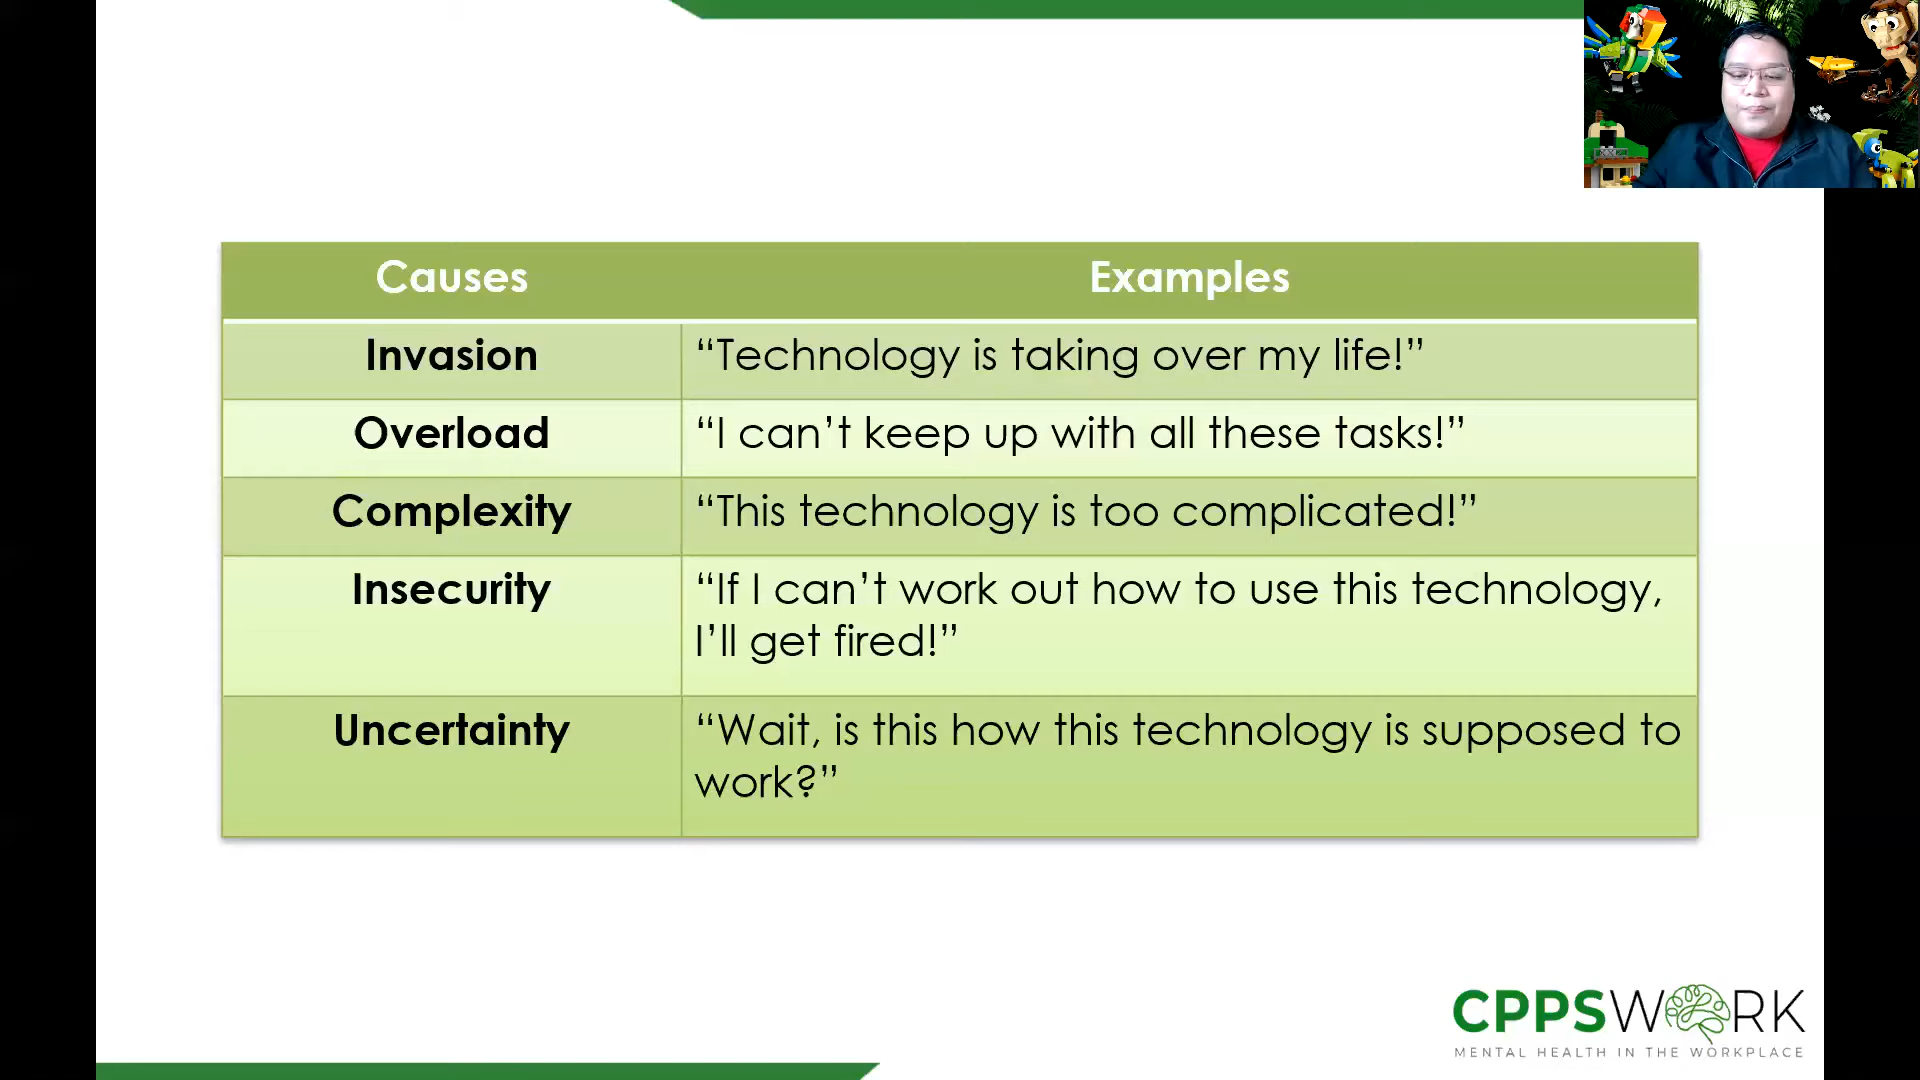 Causes Examples
Invasion “Technology is taking over my life!”
Overload “I can’t keep up with all these tasks!”
Complexity “This technology is too complicated!”
Insecurity “If I can’t work out how to use this technology,
I’ll get fired!”
Uncertainty “Wait, is this how this technology is supposed to
work?”
CPPSWORK
MENTAL HEALTH IN THE WORKPLACE